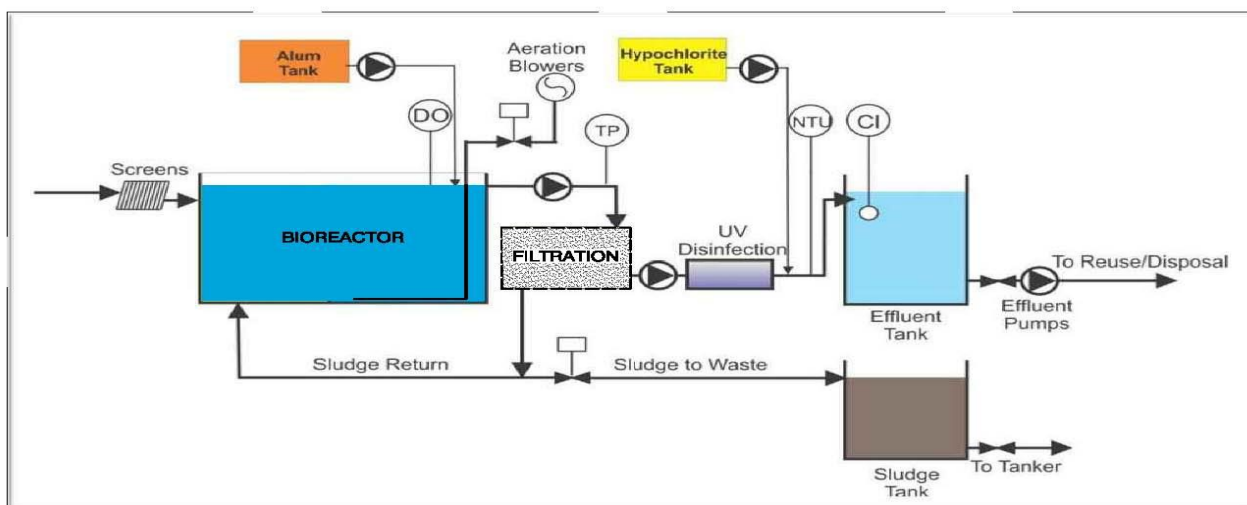 Alum
Tank
Aeration
Blowers
Hypochlorite
Tank
DO
TP
NTU
Cl
Screens
BIOREACTOR
FILTRATION
UV
Disinfection
To Reuse/Disposal
Effluent
Tank
Effluent
Pumps
Sludge Return
Sludge to Waste
To Tanker
Sludge
Tank